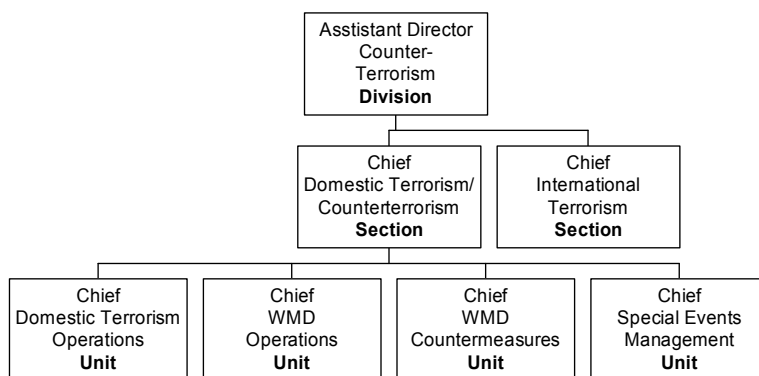 Asstistant Director
Counter-
Terrorism
Division
Chief
Domestic Terrorism/
Counterterrorism
Section
Chief
International
Terrorism
Section
Chief
Domestic Terrorism
Operations
Unit
Chief
WMD
Operations
Unit
Chief
WMD
Countermeasures
Unit
Chief
Special Events
Management
Unit